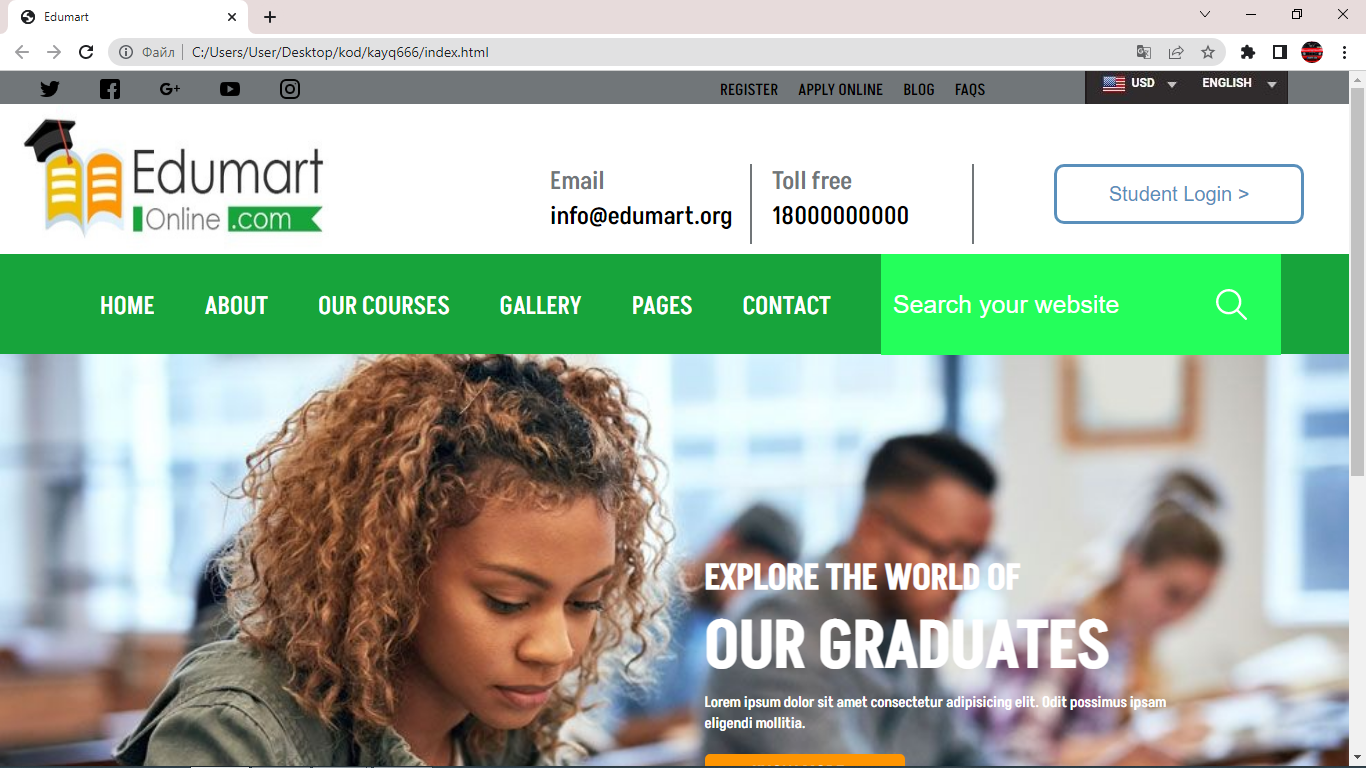 Edumart
Файл
C:/Users/User/Desktop/kod/kayq666/index.html
REGISTER APPLY ONLINE BLOG FAQS USD ENGLISH
Edumart
Online .com
Email
info@edumart.org
Toll free
18000000000
Student Login >
HOME ABOUT OUR COURSES GALLERY PAGES CONTACT
Search your website
EXPLORE THE WORLD OF
OUR GRADUATES
Lorem ipsum dolor sit amet consectetur adipisicing elit. Odit possimus ipsam
eligendi mollitia.